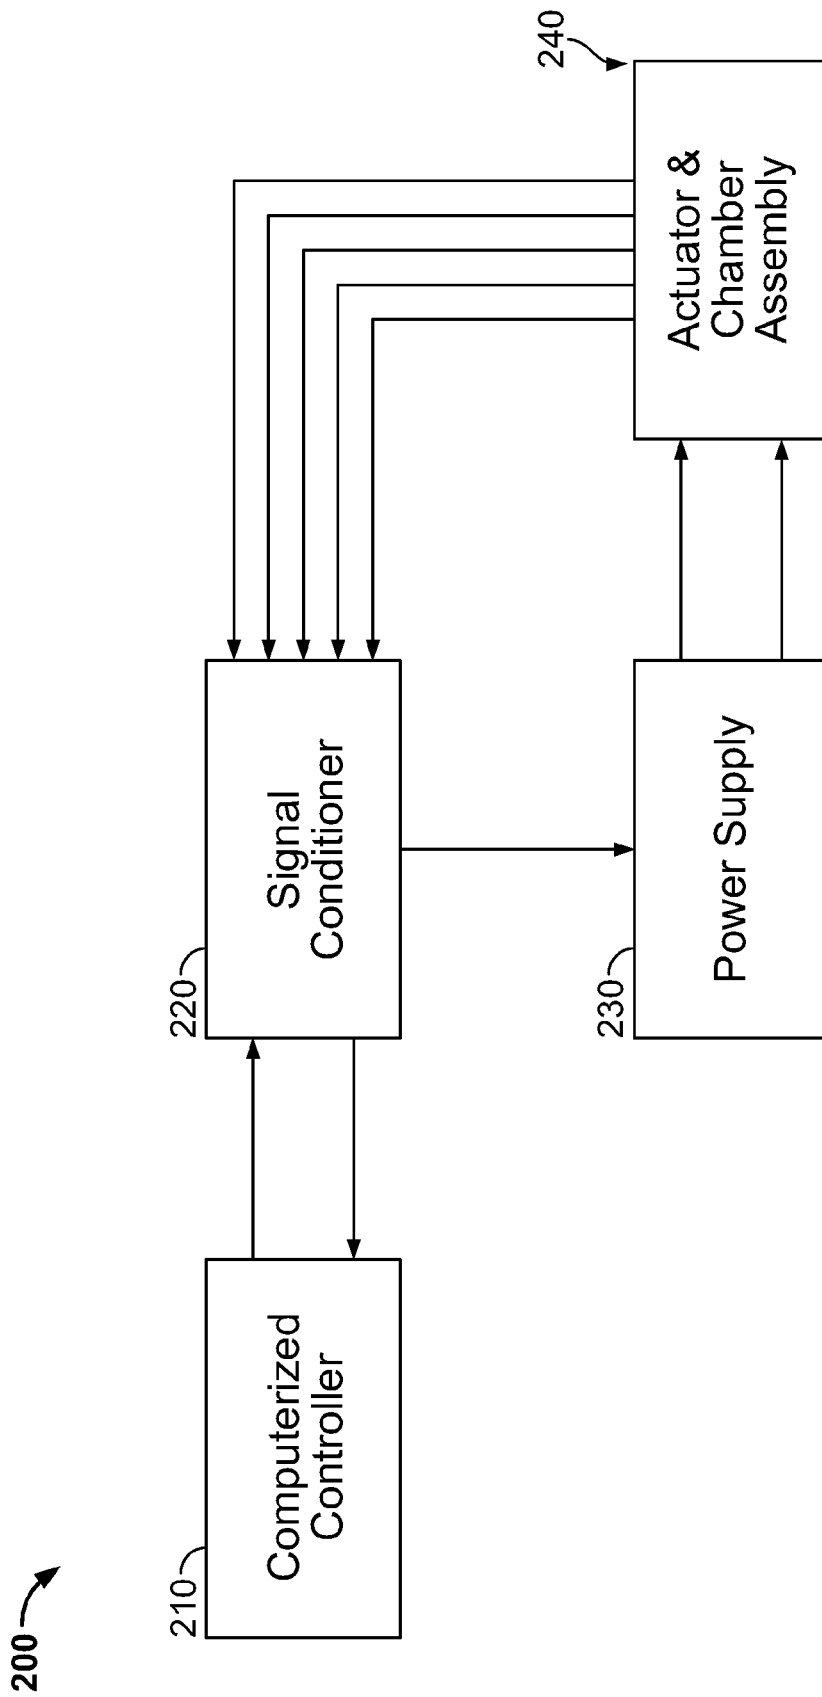 200
210
Computerized
Controller
220
Signal
Conditioner
230
Power Supply
240
Actuator &
Chamber
Assembly